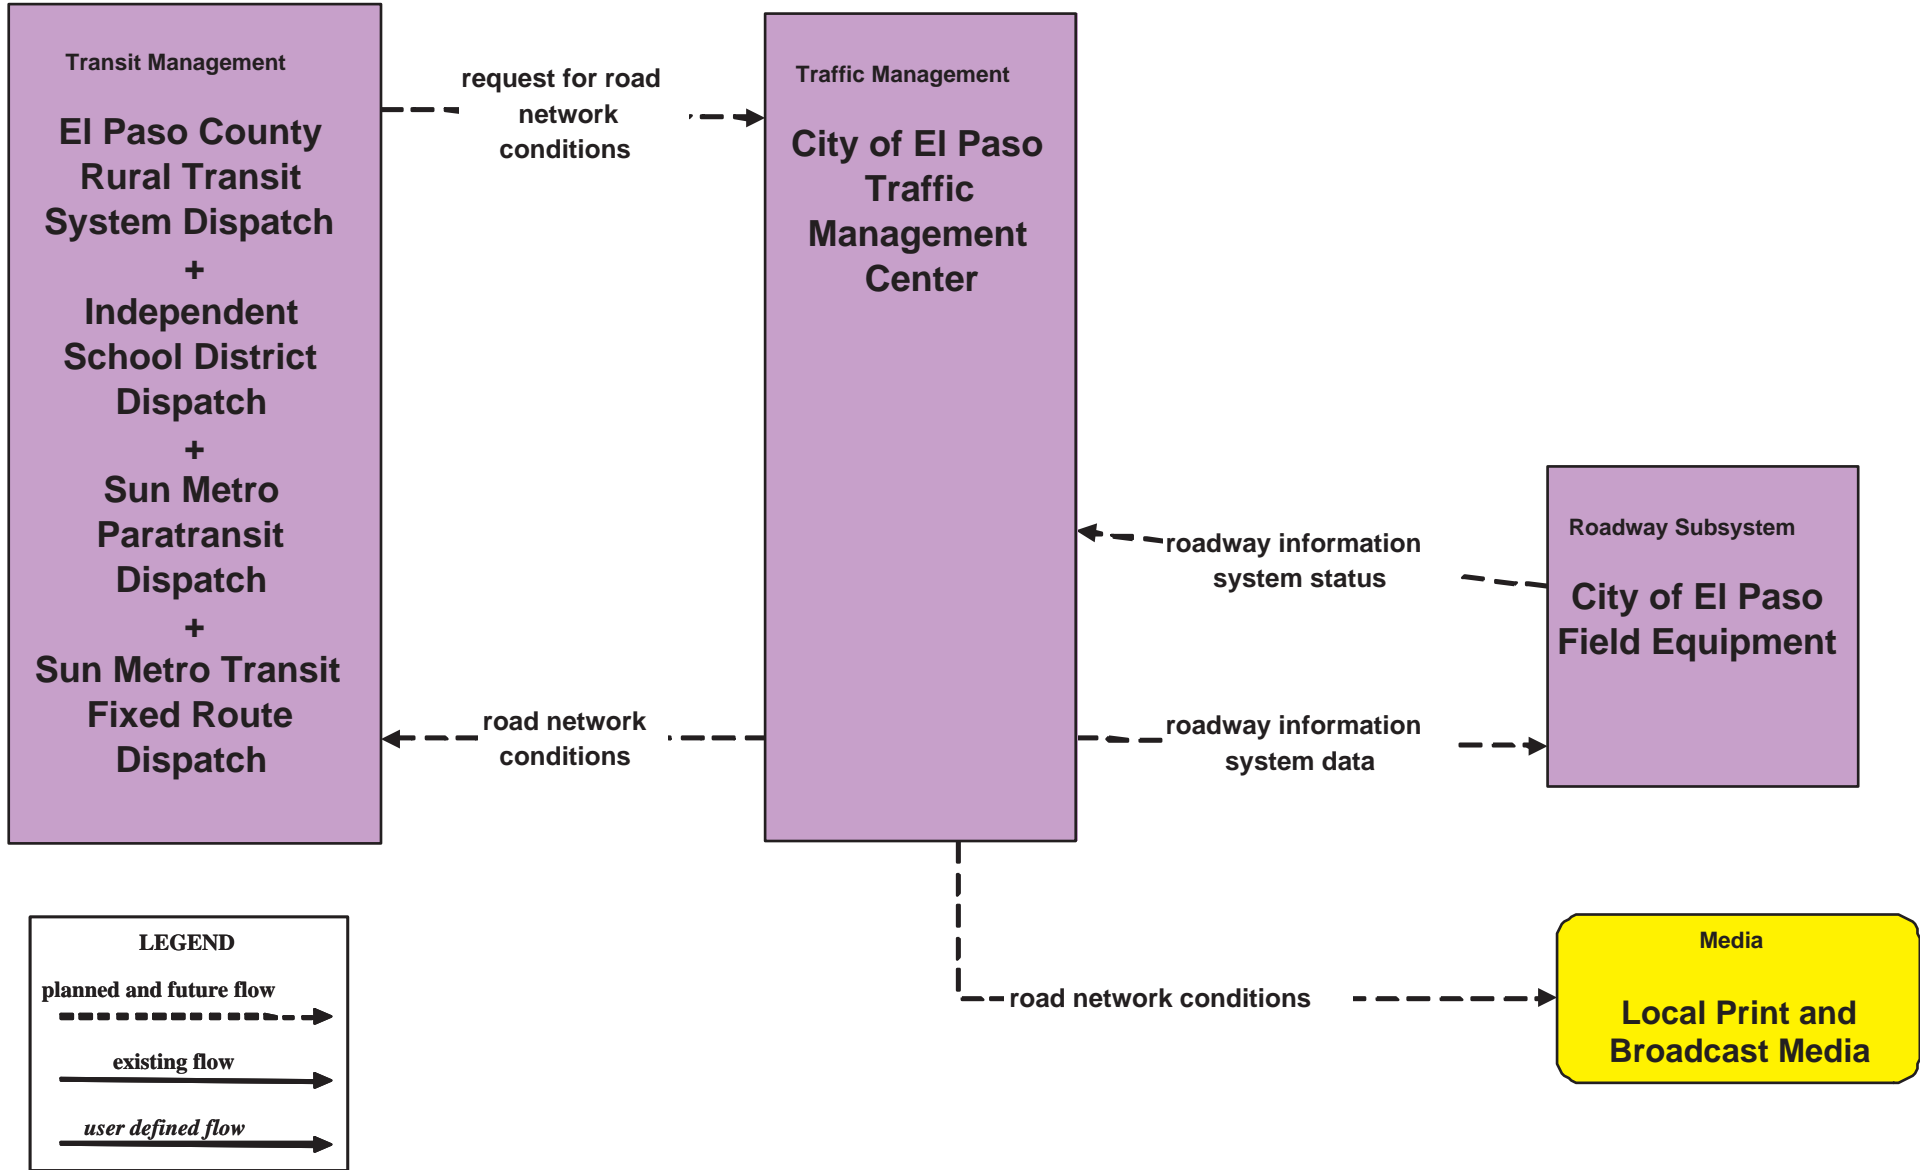 Transit Management
El Paso County
Rural Transit
System Dispatch
+
Independent
School District
Dispatch
+
Sun Metro
Paratransit
Dispatch
+
Sun Metro Transit
Fixed Route
Dispatch
request for road
network
conditions
road network
conditions
Traffic Management
City of El Paso
Traffic
Management
Center
roadway information
system status
roadway information
system data
Roadway Subsystem
City of El Paso
Field Equipment
road network conditions
Media
Local Print and
Broadcast Media
LEGEND
planned and future flow
existing flow
user defined flow